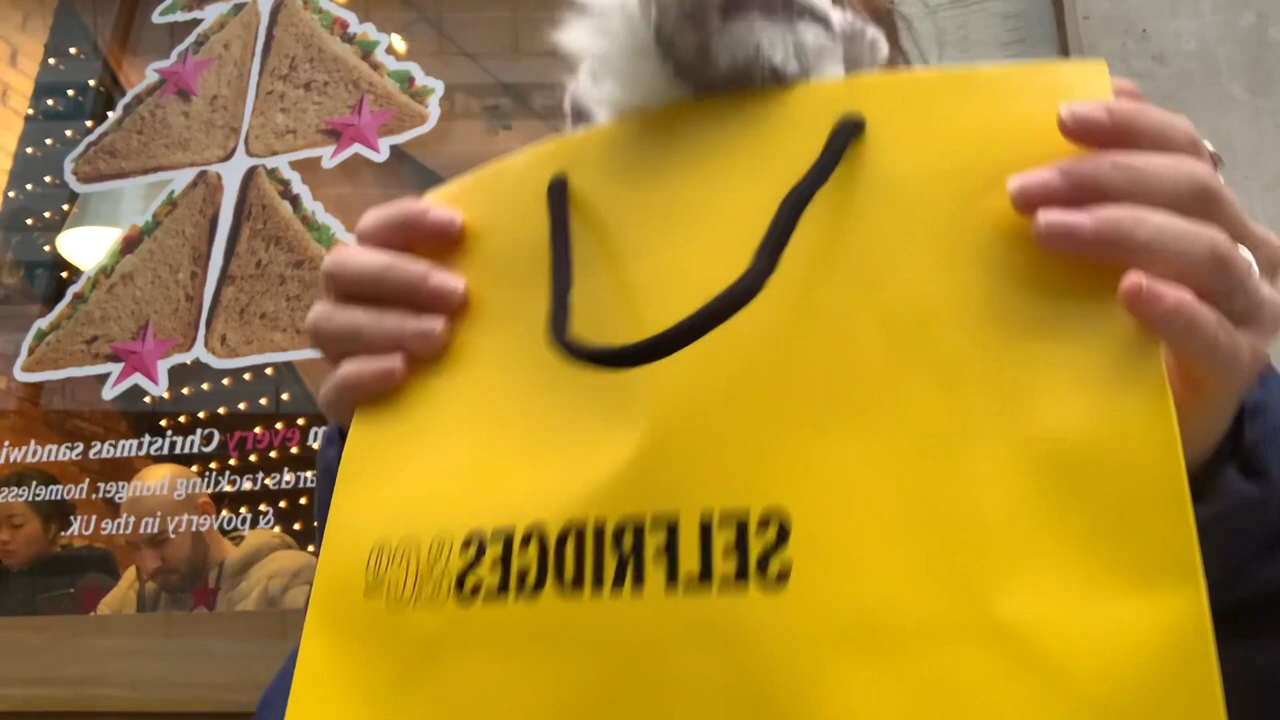 m every Christmas sandwi
ards tackling hunger, homeless
& poverty in the UK.
SELFRIDGES&CO